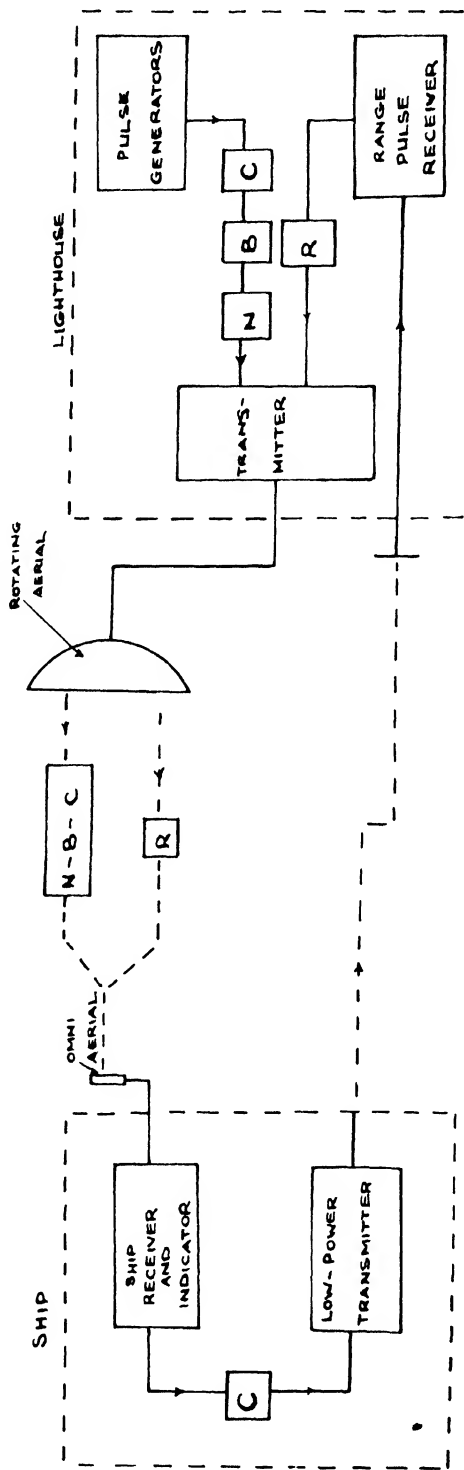 SHIP
SHIP
RECEIVER
AND
INDICATOR
C
LOW-POWER
TRANSMITTER
OMNI
AERIAL
N-B-C
R
ROTATING
AERIAL
LIGHTHOUSE
TRANS-
MITTER
N
B
C
R
PULSE
GENERATORS
RANGE
PULSE
RECEIVER